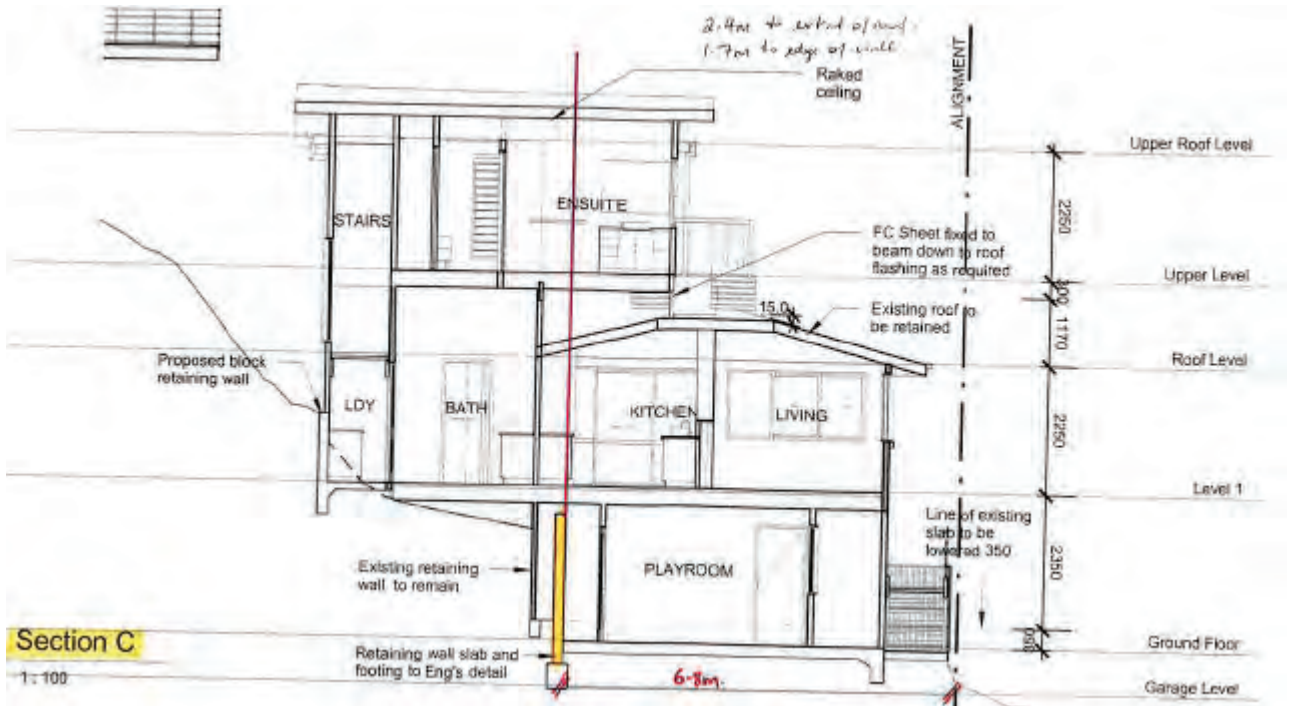 2.4m to extent of roof.
1.7m to edge of wall
Raked
ceiling
ALIGNMENT
Upper Roof Level
STAIRS
ENSUITE
2250
FC Sheet fixed to
beam down to roof
flashing as required
Upper Level
300
15.0
Existing roof to
be retained
1170
Proposed block
retaining wall
Roof Level
LDY
BATH
KITCHEN
LIVING
2250
Level 1
Line of existing
slab to be
lowered 350
2350
Existing retaining
wall to remain
PLAYROOM
Section C
1 : 100
Retaining wall slab and
footing to Eng's detail
6.8m.
350
Ground Floor
Garage Level